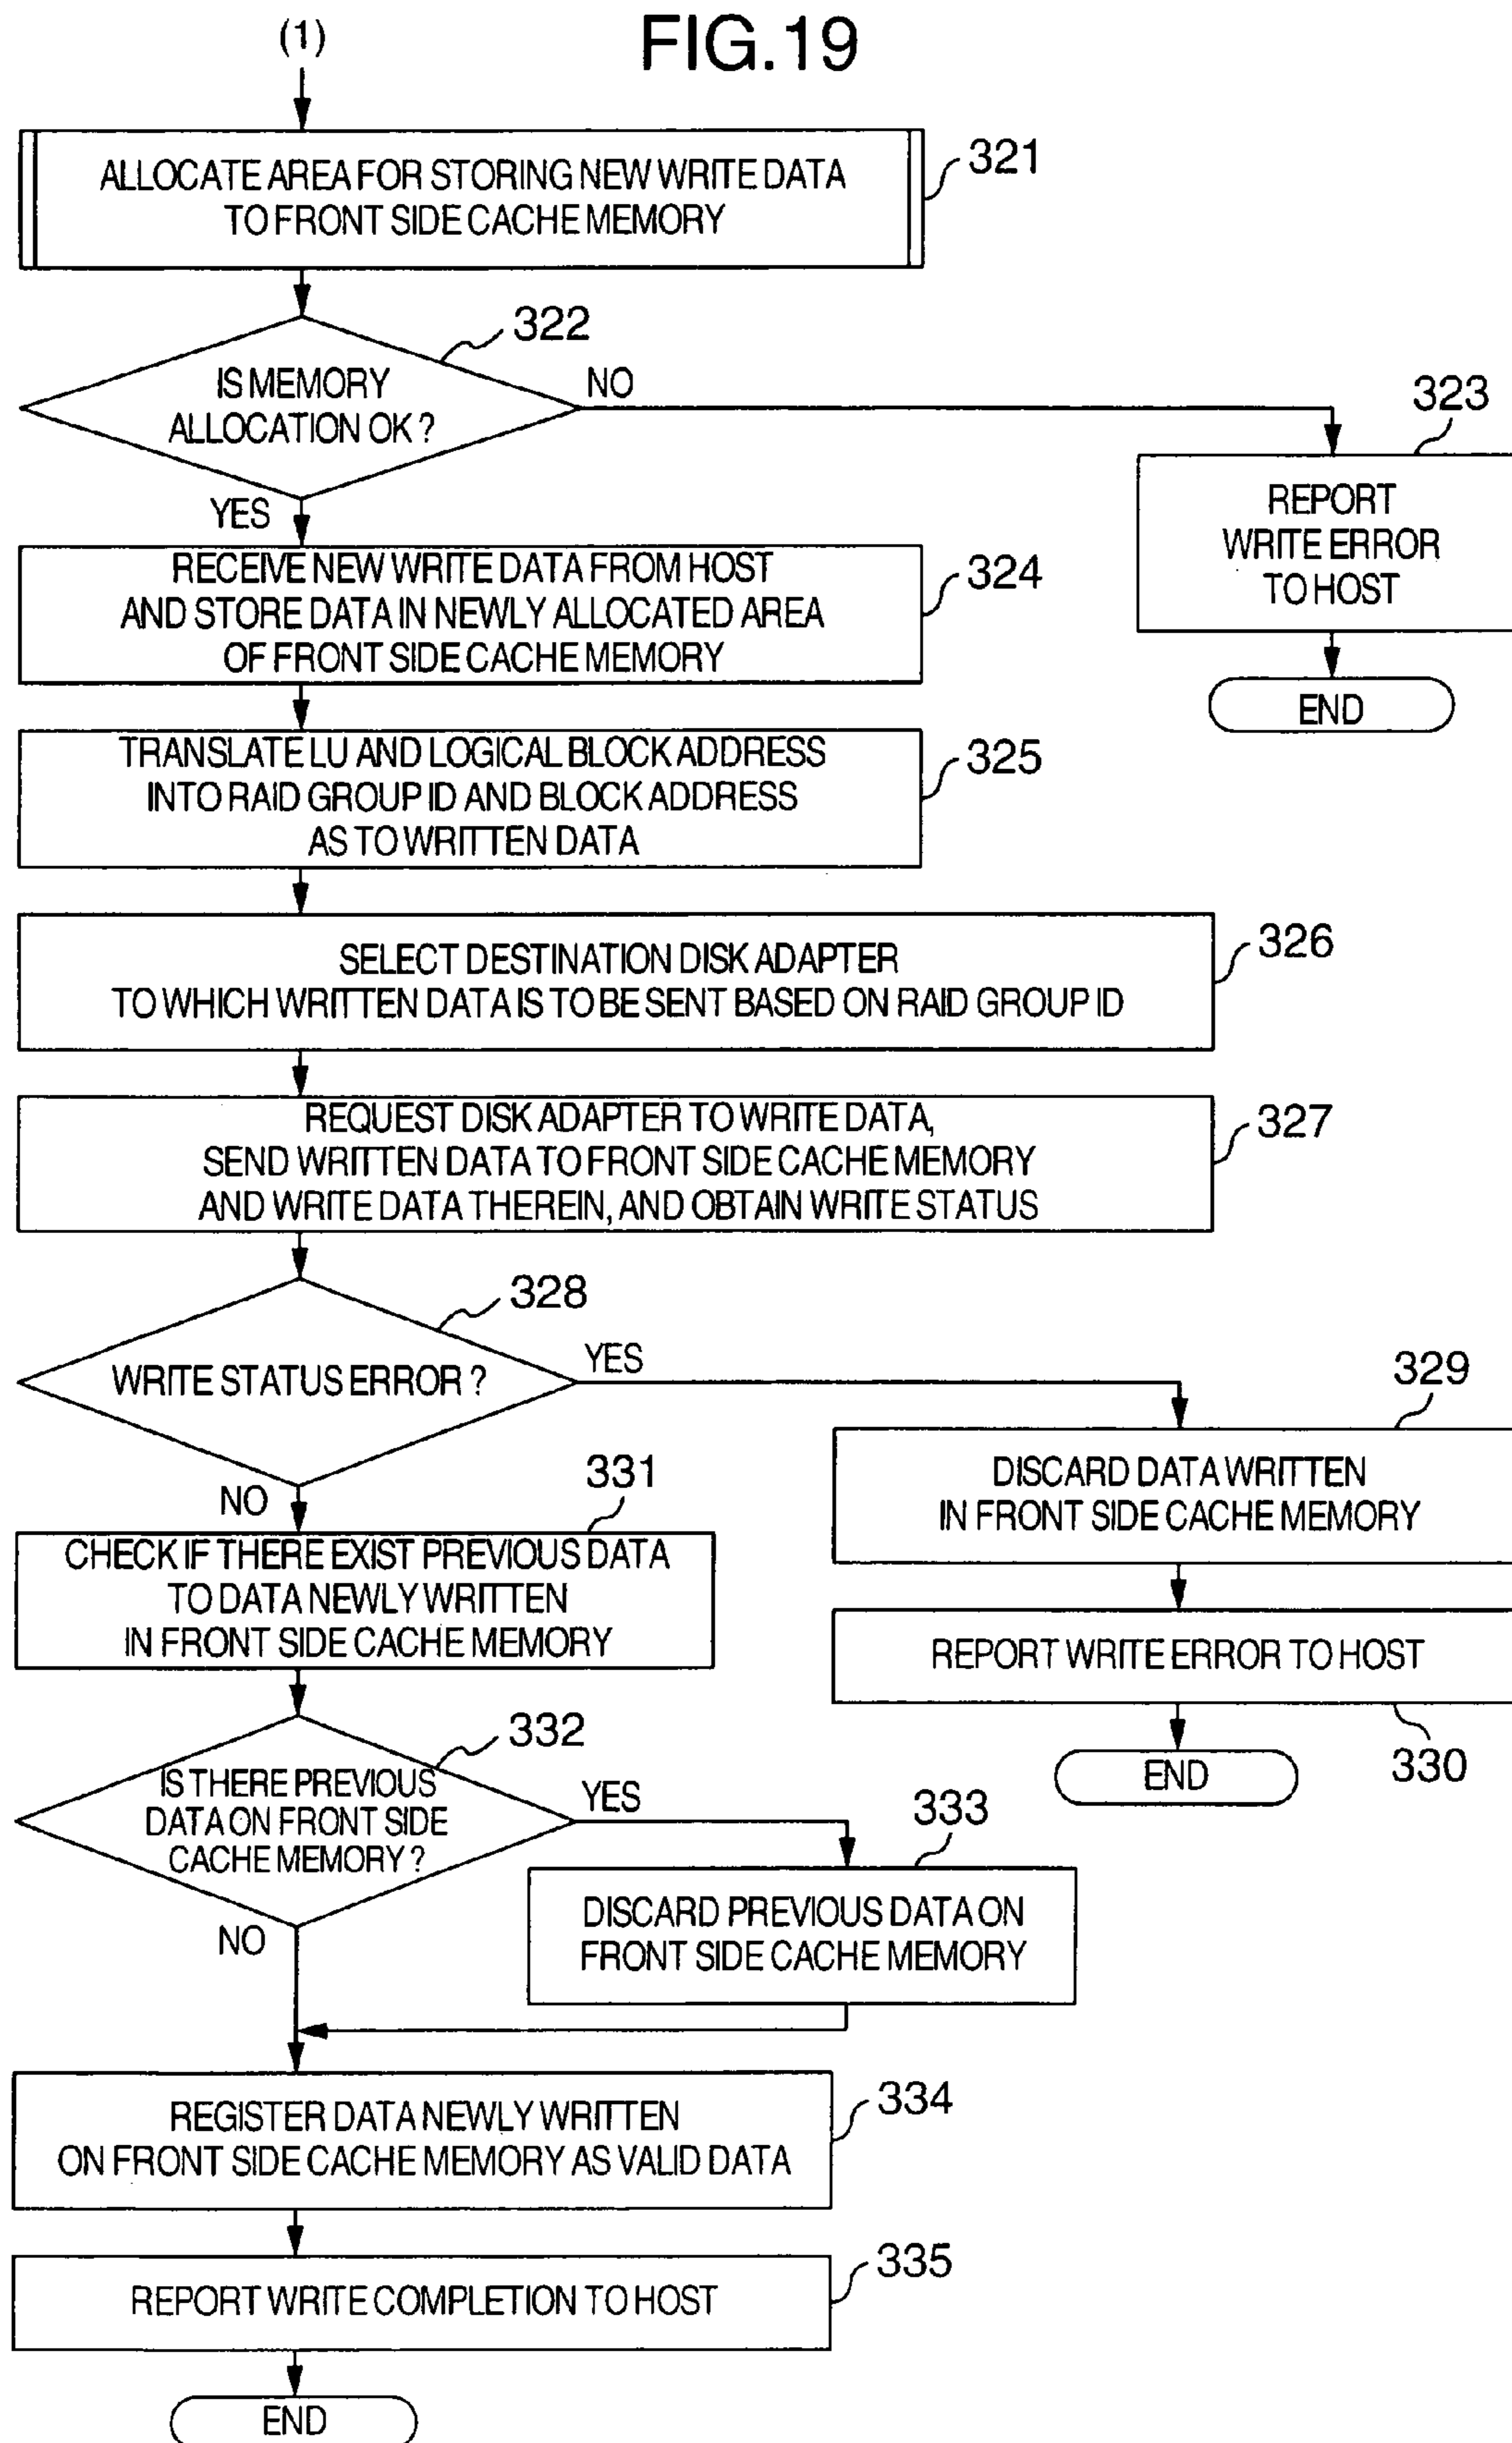 FIG.19
(1)
ALLOCATE AREA FOR STORING NEW WRITE DATA
TO FRONT SIDE CACHE MEMORY
321
322
IS MEMORY
ALLOCATION OK ?
NO
YES
323
REPORT
WRITE ERROR
TO HOST
END
RECEIVE NEW WRITE DATA FROM HOST
AND STORE DATA IN NEWLY ALLOCATED AREA
OF FRONT SIDE CACHE MEMORY
324
TRANSLATE LU AND LOGICAL BLOCK ADDRESS
INTO RAID GROUP ID AND BLOCK ADDRESS
AS TO WRITTEN DATA
325
SELECT DESTINATION DISK ADAPTER
TO WHICH WRITTEN DATA IS TO BE SENT BASED ON RAID GROUP ID
326
REQUEST DISK ADAPTER TO WRITE DATA,
SEND WRITTEN DATA TO FRONT SIDE CACHE MEMORY
AND WRITE DATA THEREIN, AND OBTAIN WRITE STATUS
327
328
WRITE STATUS ERROR ?
YES
NO
329
DISCARD DATA WRITTEN
IN FRONT SIDE CACHE MEMORY
REPORT WRITE ERROR TO HOST
330
END
331
CHECK IF THERE EXIST PREVIOUS DATA
TO DATA NEWLY WRITTEN
IN FRONT SIDE CACHE MEMORY
332
IS THERE PREVIOUS
DATA ON FRONT SIDE
CACHE MEMORY ?
YES
NO
333
DISCARD PREVIOUS DATA ON
FRONT SIDE CACHE MEMORY
REGISTER DATA NEWLY WRITTEN
ON FRONT SIDE CACHE MEMORY AS VALID DATA
334
REPORT WRITE COMPLETION TO HOST
335
END